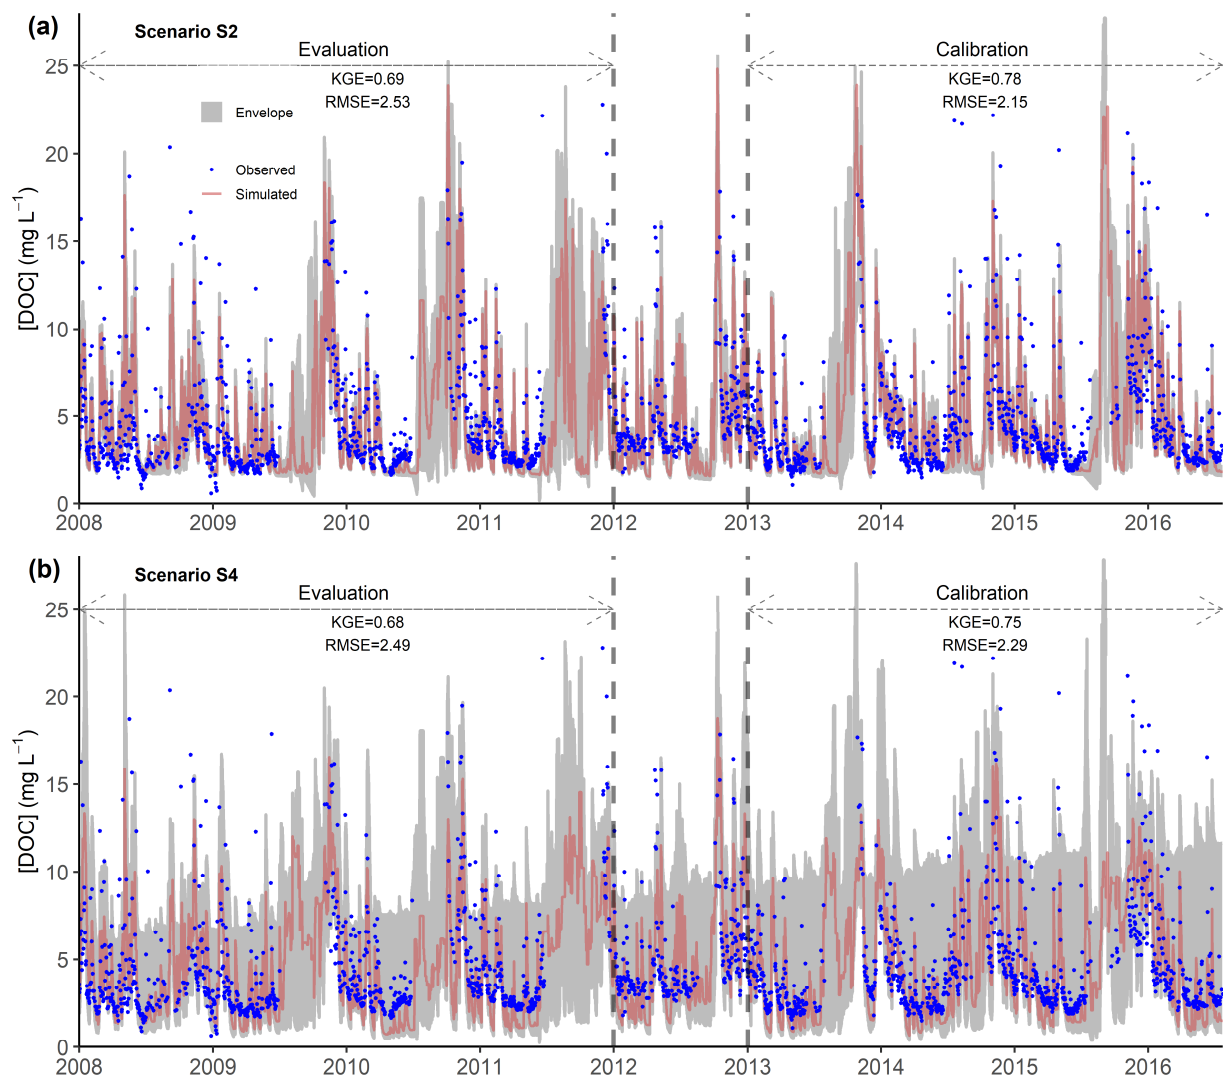 (a)
Scenario S2
Evaluation
Calibration
KGE=0.69
RMSE=2.53
KGE=0.78
RMSE=2.15
Envelope
Observed
Simulated
[DOC] (mg L⁻¹)
25
20
15
10
5
0
2008 2009 2010 2011 2012 2013 2014 2015 2016
(b)
Scenario S4
Evaluation
Calibration
KGE=0.68
RMSE=2.49
KGE=0.75
RMSE=2.29
[DOC] (mg L⁻¹)
25
20
15
10
5
0
2008 2009 2010 2011 2012 2013 2014 2015 2016